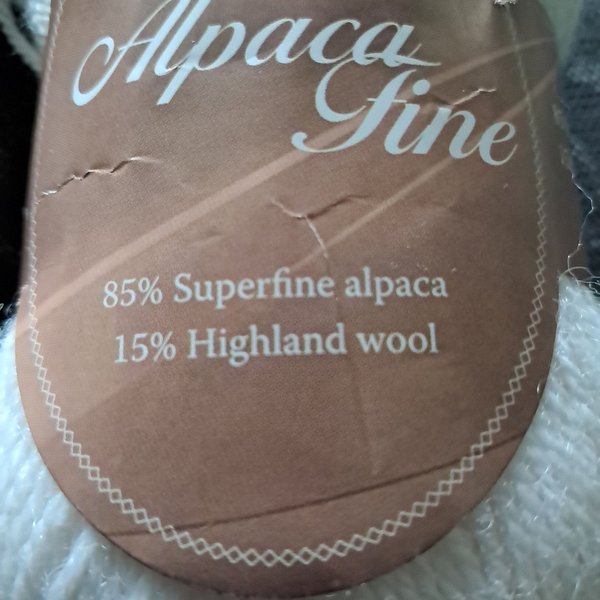 Alpaca
Fine
85% Superfine alpaca
15% Highland wool